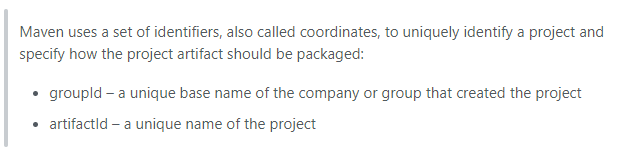 Maven uses a set of identifiers, also called coordinates, to uniquely identify a project and
specify how the project artifact should be packaged:
• groupId – a unique base name of the company or group that created the project
• artifactId – a unique name of the project